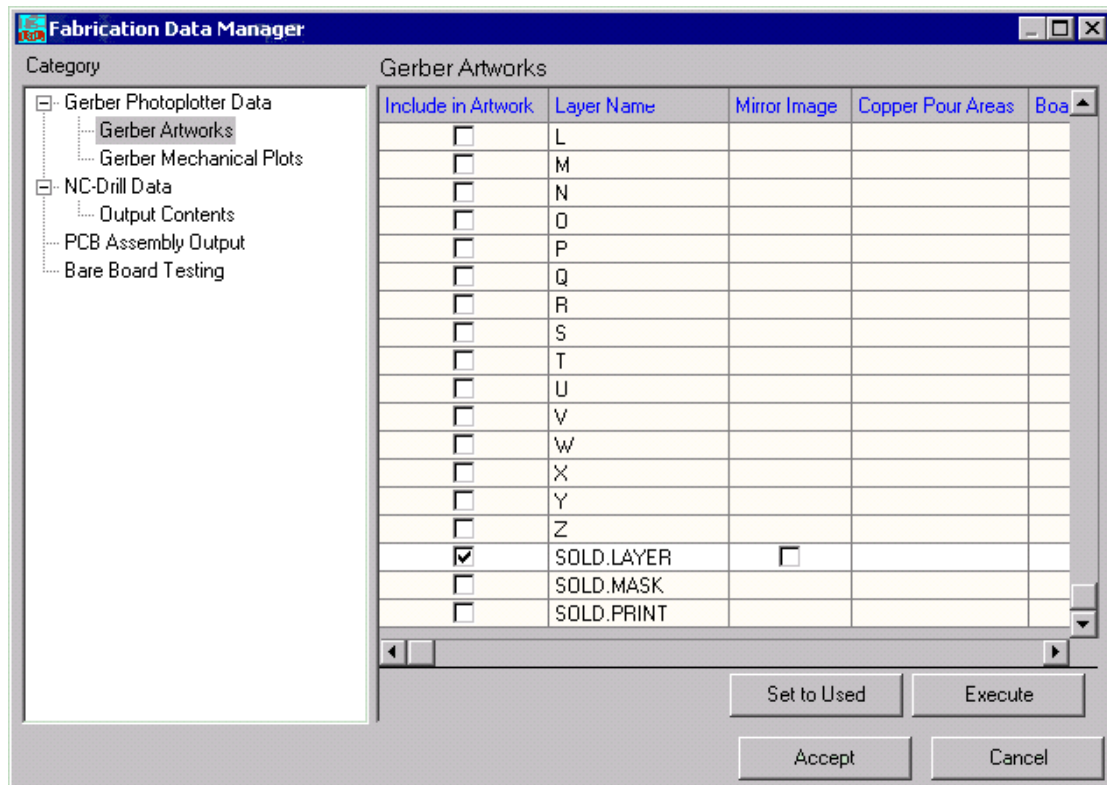 Fabrication Data Manager
Category
Gerber Photoplotter Data
Gerber Artworks
Gerber Mechanical Plots
NC-Drill Data
Output Contents
PCB Assembly Output
Bare Board Testing
Gerber Artworks
Include in Artwork Layer Name Mirror Image Copper Pour Areas Boa
L
M
N
O
P
Q
R
S
T
U
V
W
X
Y
Z
SOLD.LAYER
SOLD.MASK
SOLD.PRINT
Set to Used Execute
Accept Cancel